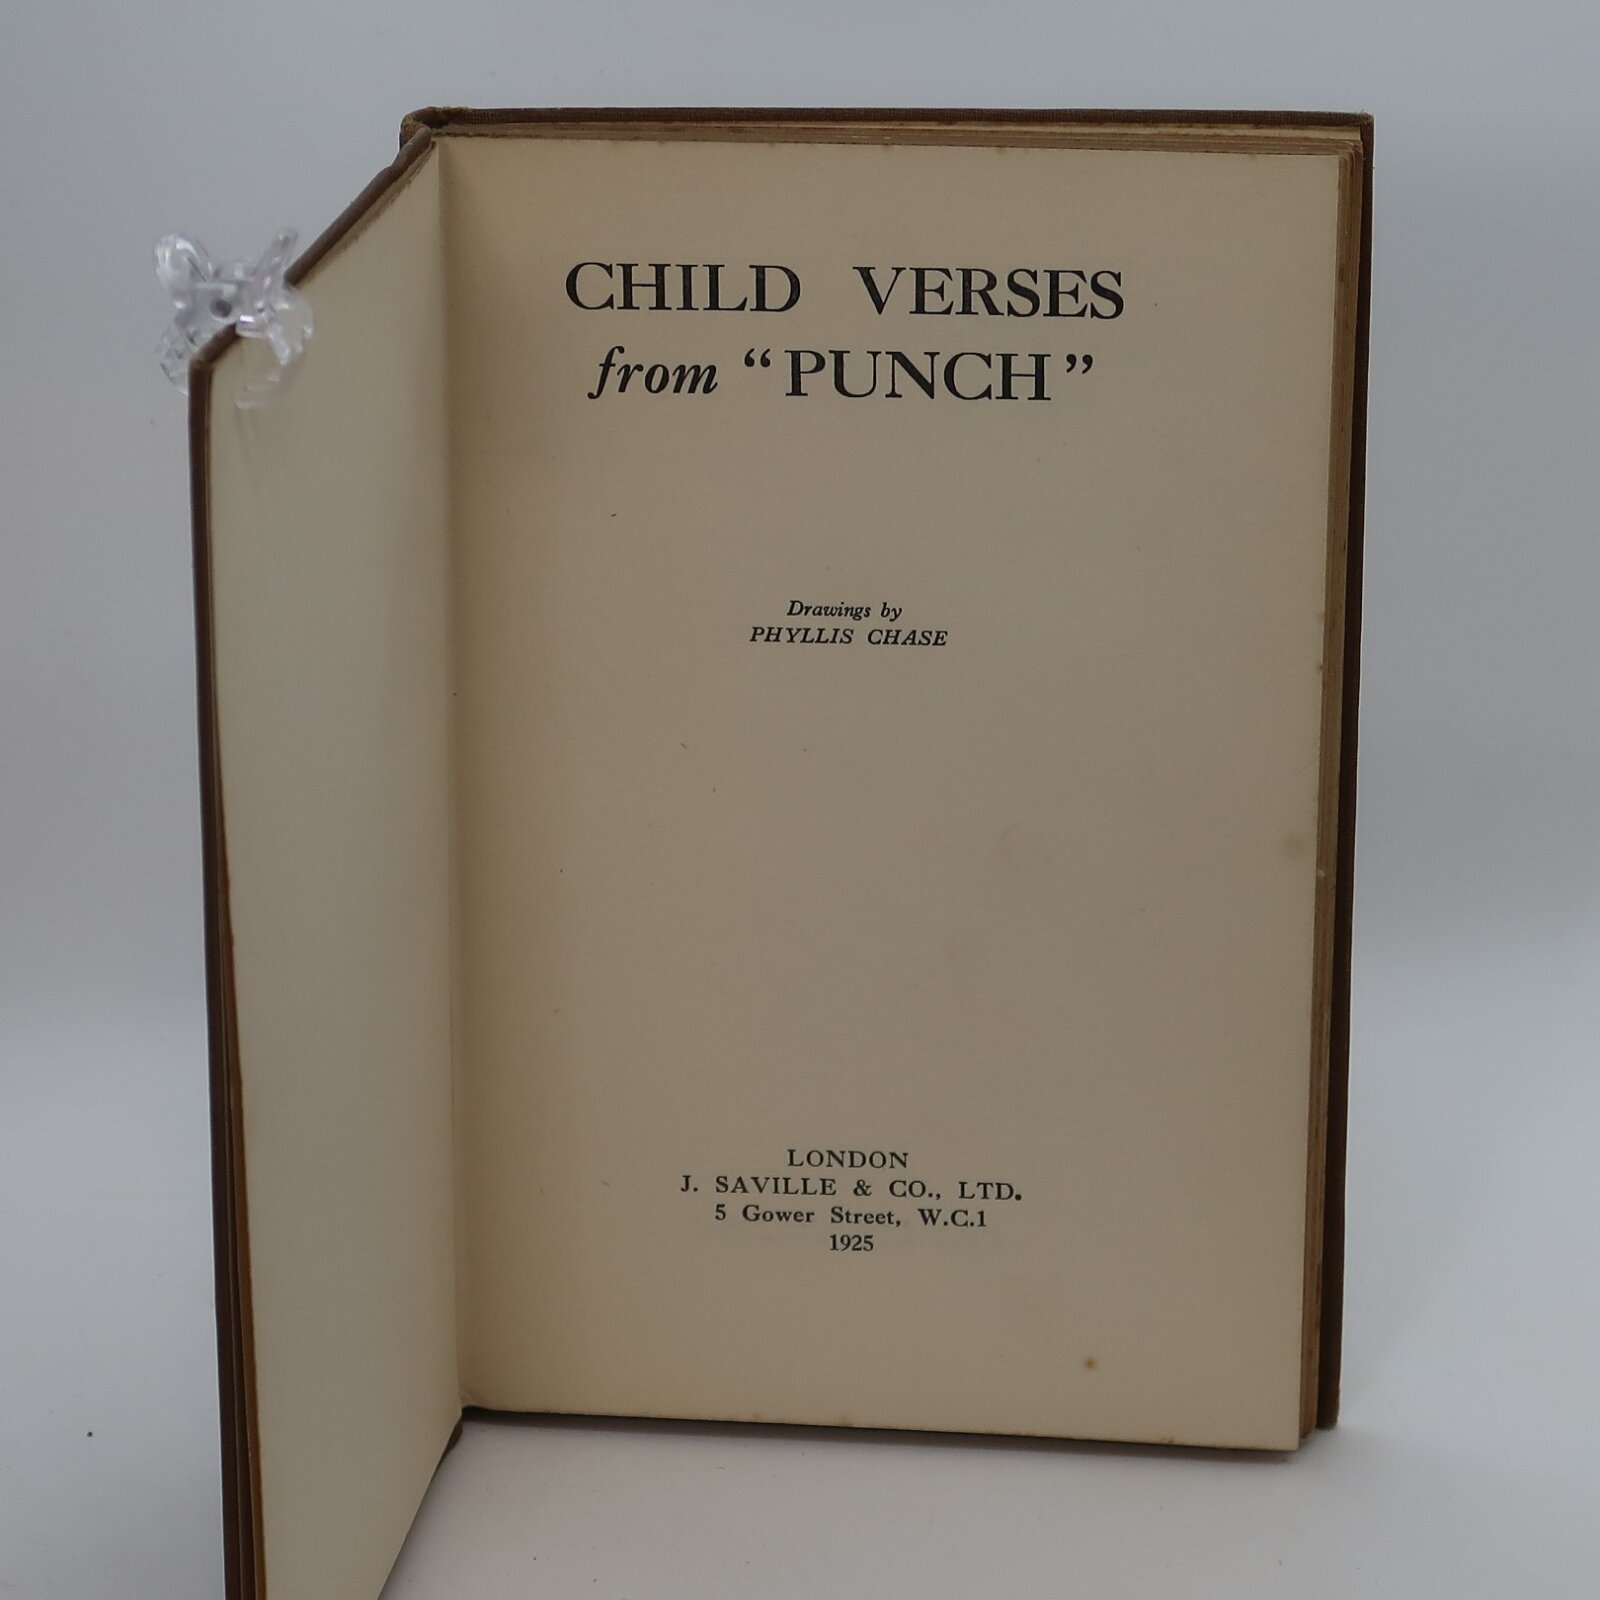 CHILD VERSES
from “PUNCH”
Drawings by
PHYLLIS CHASE
LONDON
J. SAVILLE & CO., LTD.
5 Gower Street, W.C.1
1925